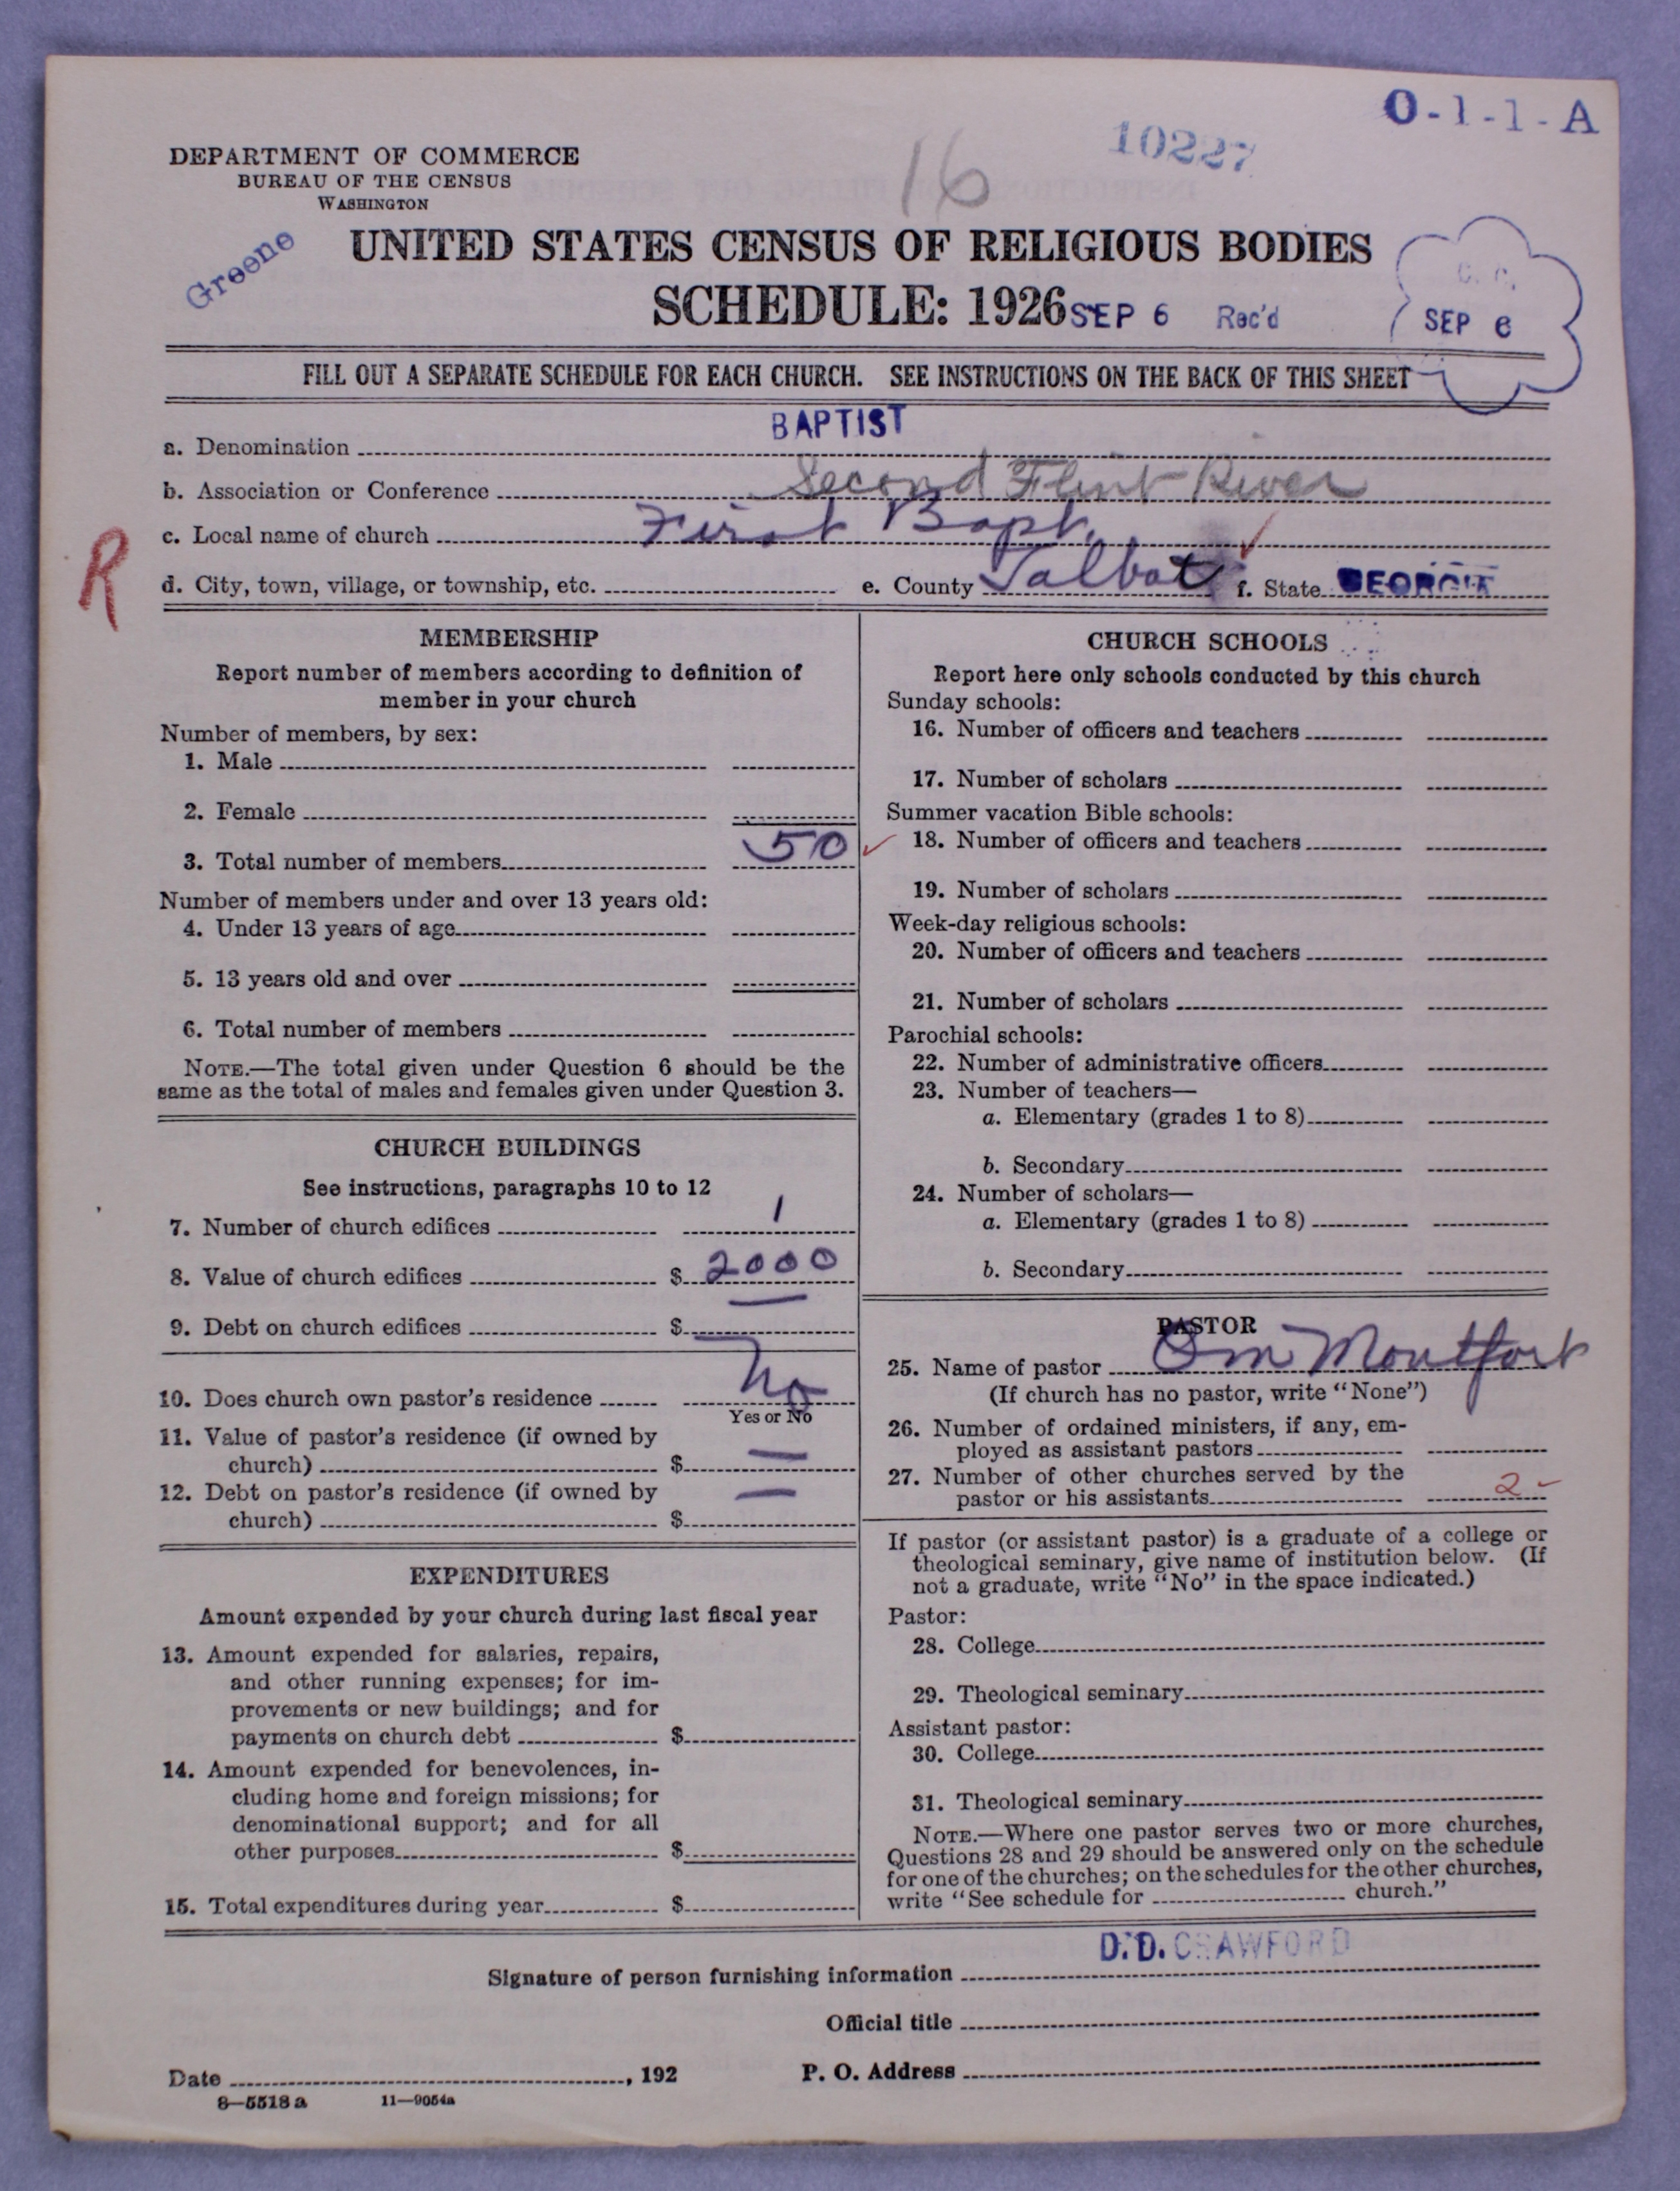 O-1-1-A
10227
16
DEPARTMENT OF COMMERCE
BUREAU OF THE CENSUS
WASHINGTON
Greene
UNITED STATES CENSUS OF RELIGIOUS BODIES
SCHEDULE: 1926 SEP 6 Rec'd
SEP 6
FILL OUT A SEPARATE SCHEDULE FOR EACH CHURCH. SEE INSTRUCTIONS ON THE BACK OF THIS SHEET
a. Denomination BAPTIST
b. Association or Conference Second Flint River
c. Local name of church First Bapt.
R
d. City, town, village, or township, etc. e. County Talbot f. State GEORGIA
MEMBERSHIP
Report number of members according to definition of
member in your church
Number of members, by sex:
1. Male
2. Female
3. Total number of members 50
Number of members under and over 13 years old:
4. Under 13 years of age
5. 13 years old and over
6. Total number of members
NOTE.—The total given under Question 6 should be the
same as the total of males and females given under Question 3.
CHURCH BUILDINGS
See instructions, paragraphs 10 to 12
7. Number of church edifices 1
8. Value of church edifices $ 2000
9. Debt on church edifices $ —
10. Does church own pastor's residence No
Yes or No
11. Value of pastor's residence (if owned by
church) $ —
12. Debt on pastor's residence (if owned by
church) $ —
EXPENDITURES
Amount expended by your church during last fiscal year
13. Amount expended for salaries, repairs,
and other running expenses; for im-
provements or new buildings; and for
payments on church debt $
14. Amount expended for benevolences, in-
cluding home and foreign missions; for
denominational support; and for all
other purposes $
15. Total expenditures during year $
CHURCH SCHOOLS
Report here only schools conducted by this church
Sunday schools:
16. Number of officers and teachers
17. Number of scholars
Summer vacation Bible schools:
18. Number of officers and teachers
19. Number of scholars
Week-day religious schools:
20. Number of officers and teachers
21. Number of scholars
Parochial schools:
22. Number of administrative officers
23. Number of teachers—
a. Elementary (grades 1 to 8)
b. Secondary
24. Number of scholars—
a. Elementary (grades 1 to 8)
b. Secondary
PASTOR
25. Name of pastor O m Montfort
(If church has no pastor, write "None")
26. Number of ordained ministers, if any, em-
ployed as assistant pastors
27. Number of other churches served by the
pastor or his assistants 2-
If pastor (or assistant pastor) is a graduate of a college or
theological seminary, give name of institution below. (If
not a graduate, write "No" in the space indicated.)
Pastor:
28. College
29. Theological seminary
Assistant pastor:
30. College
31. Theological seminary
NOTE.—Where one pastor serves two or more churches,
Questions 28 and 29 should be answered only on the schedule
for one of the churches; on the schedules for the other churches,
write "See schedule for church."
Signature of person furnishing information D. D. CRAWFORD
Official title
Date , 192 P. O. Address
8—5518 a 11—9054a